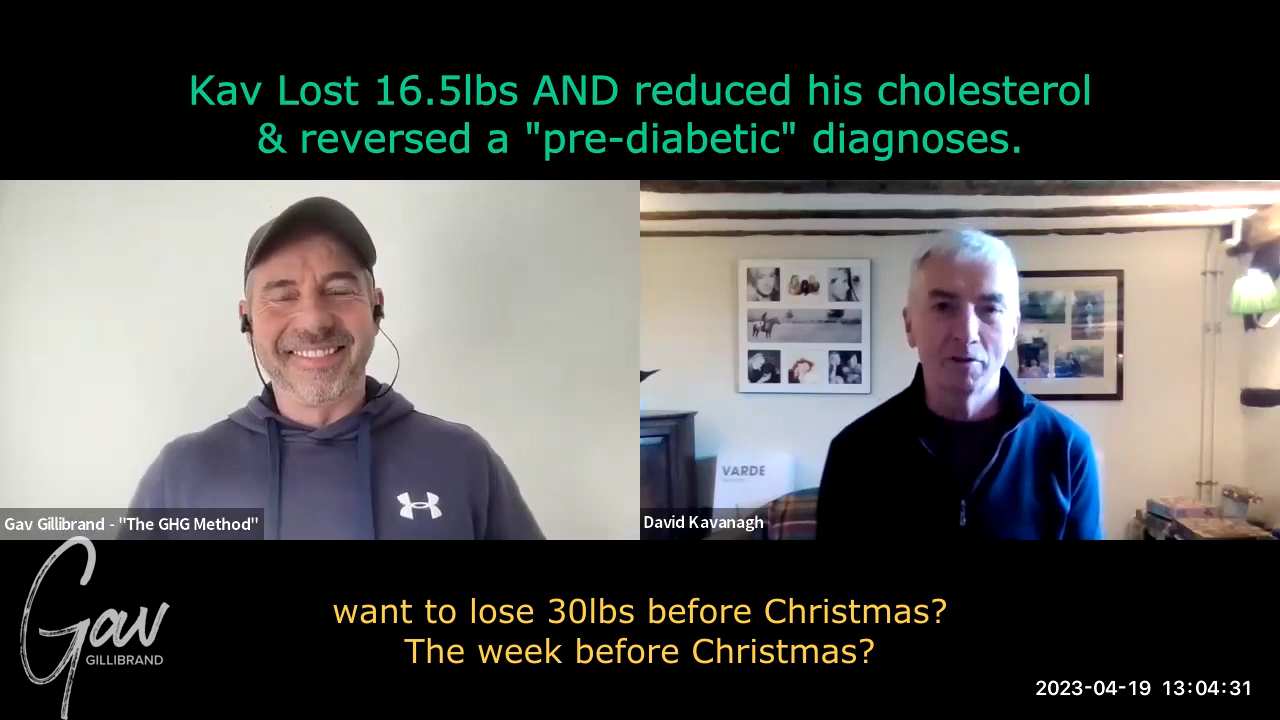 Kav Lost 16.5lbs AND reduced his cholesterol
& reversed a "pre-diabetic" diagnoses.
VARDE
Gav Gillibrand - "The GHG Method"
David Kavanagh
Gav
GILLIBRAND
want to lose 30lbs before Christmas?
The week before Christmas?
2023-04-19 13:04:31